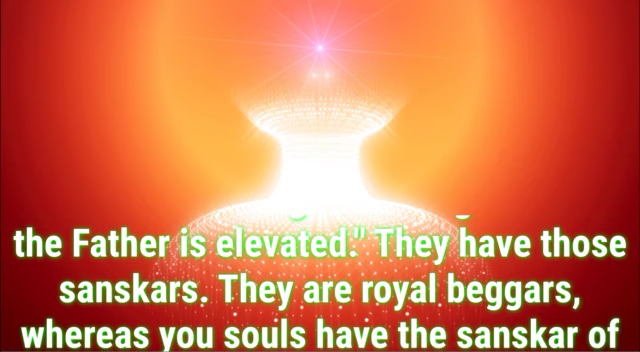 the Father is elevated." They have those
sanskars. They are royal beggars,
whereas you souls have the sanskar of